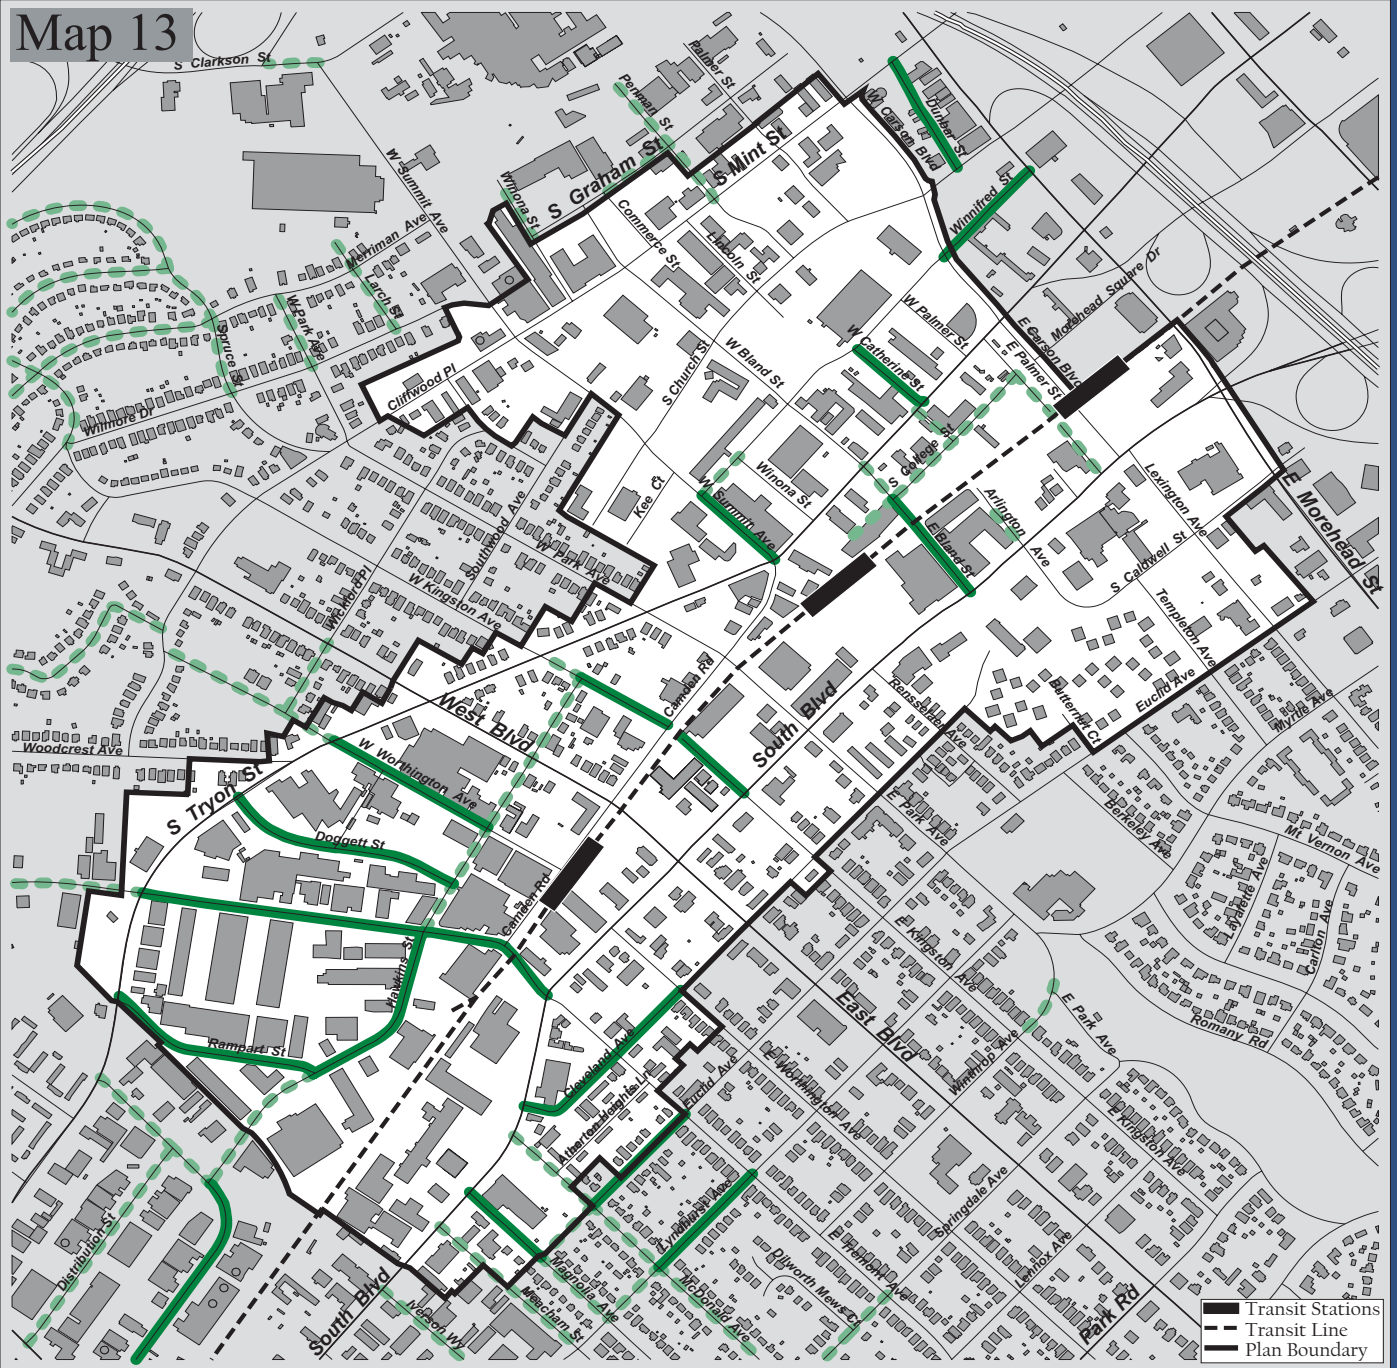 Map 13
S Clarkson St
Palmer St
Penman St
W Carson Blvd
Dunbar St
S Mint St
S Graham St
W Summit Ave
Winona St
Winnifred St
Merriman Ave
Commerce St
Lincoln St
Morehead Square Dr
Larch St
W Park Ave
Spruce St
W Palmer St
E Carson Blvd
E Palmer St
W Catherine St
W Bland St
S Church St
Cliffwood Pl
Wilmore Dr
S College St
Winona St
W Summit Ave
Kee Ct
Lexington Ave
E Morehead St
Arlington Ave
E Bland St
Southwood Ave
W Park Ave
W Kingston Ave
Wickford Pl
S Caldwell St
Templeton Ave
Euclid Ave
Butternut Ct
Myrtle Ave
Rensselaer Ave
Camden Rd
South Blvd
West Blvd
W Worthington Ave
Woodcrest Ave
S Tryon St
Doggett St
E Park Ave
Berkeley Ave
Mt Vernon Ave
Lafayette Ave
Carlton Ave
Camden Rd
Hawkins St
E Kingston Ave
East Blvd
E Park Ave
Romany Rd
Winthrop Ave
Rampart St
Cleveland Ave
Atherton Heights Ln
Euclid Ave
E Worthington Ave
E Kingston Ave
Springdale Ave
Lennox Ave
Lyndhurst Ave
E Tremont Ave
Dilworth Mews Ct
McDonald Ave
Magnolia Ave
Meacham St
Iverson Wy
Distribution St
South Blvd
Park Rd
Transit Stations
Transit Line
Plan Boundary